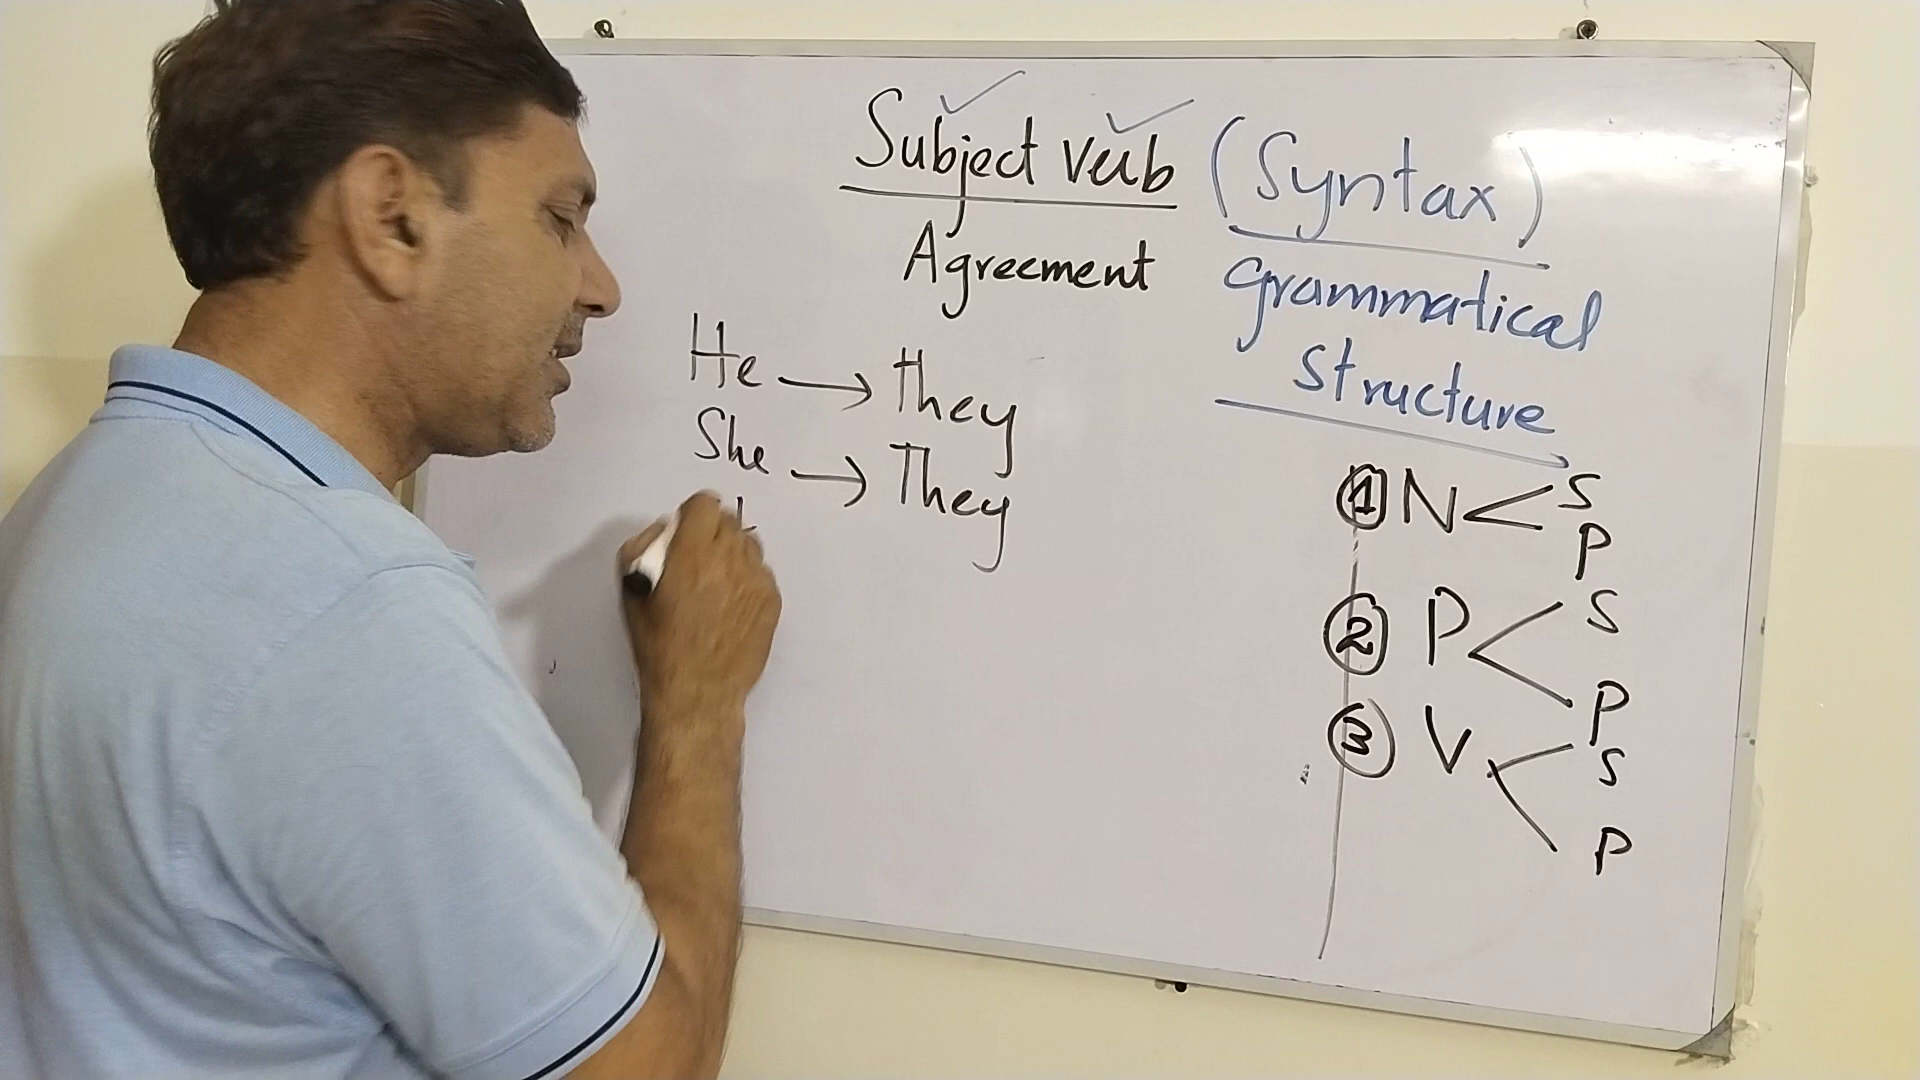 Subject verb (Syntax)
Agreement
Grammatical
structure
He → they
She → They
① N < S
P
② P < S
P
③ V < S
P